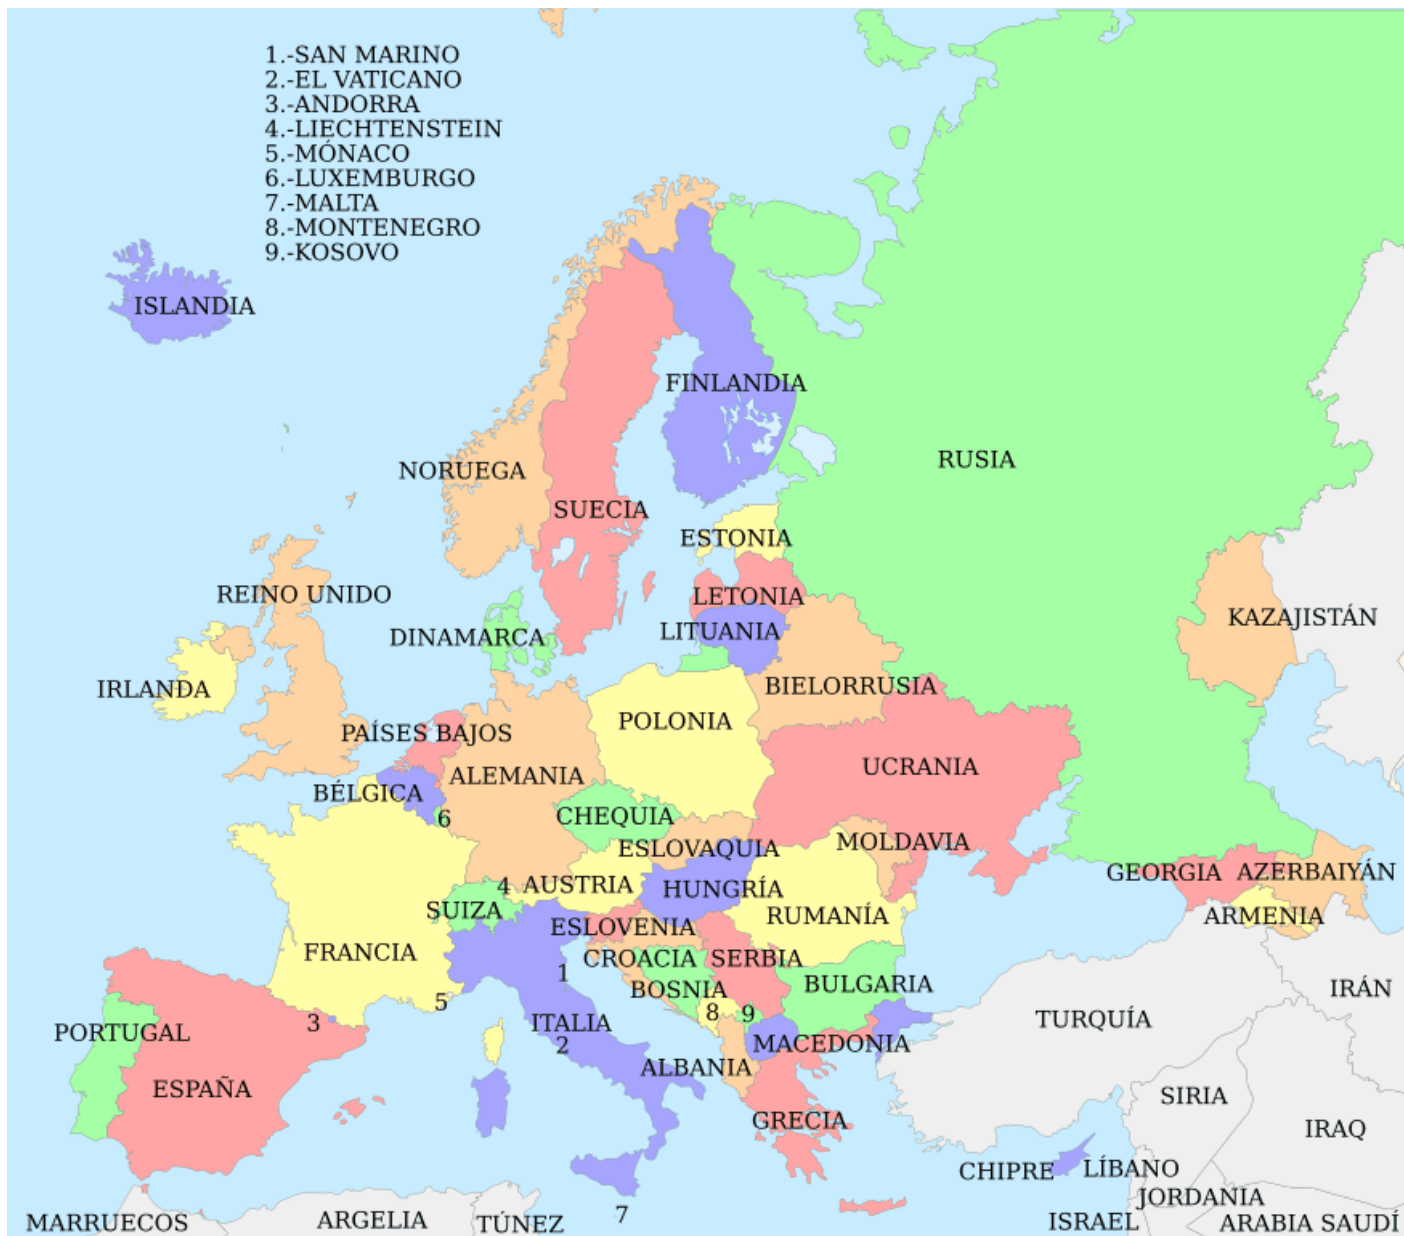 1.-SAN MARINO
2.-EL VATICANO
3.-ANDORRA
4.-LIECHTENSTEIN
5.-MÓNACO
6.-LUXEMBURGO
7.-MALTA
8.-MONTENEGRO
9.-KOSOVO
ISLANDIA
FINLANDIA
NORUEGA
RUSIA
SUECIA
ESTONIA
REINO UNIDO
LETONIA
KAZAJISTÁN
DINAMARCA
LITUANIA
IRLANDA
BIELORRUSIA
POLONIA
PAÍSES BAJOS
ALEMANIA
UCRANIA
BÉLGICA
6
CHEQUIA
ESLOVAQUIA
MOLDAVIA
GEORGIA
AZERBAIYÁN
4
AUSTRIA
HUNGRÍA
SUIZA
RUMANÍA
ARMENIA
ESLOVENIA
FRANCIA
CROACIA
SERBIA
1
BOSNIA
BULGARIA
IRÁN
5
8
9
3
PORTUGAL
ITALIA
TURQUÍA
2
MACEDONIA
ALBANIA
ESPAÑA
SIRIA
GRECIA
IRAQ
CHIPRE
LÍBANO
JORDANIA
7
MARRUECOS
ARGELIA
TÚNEZ
ISRAEL
ARABIA SAUDÍ